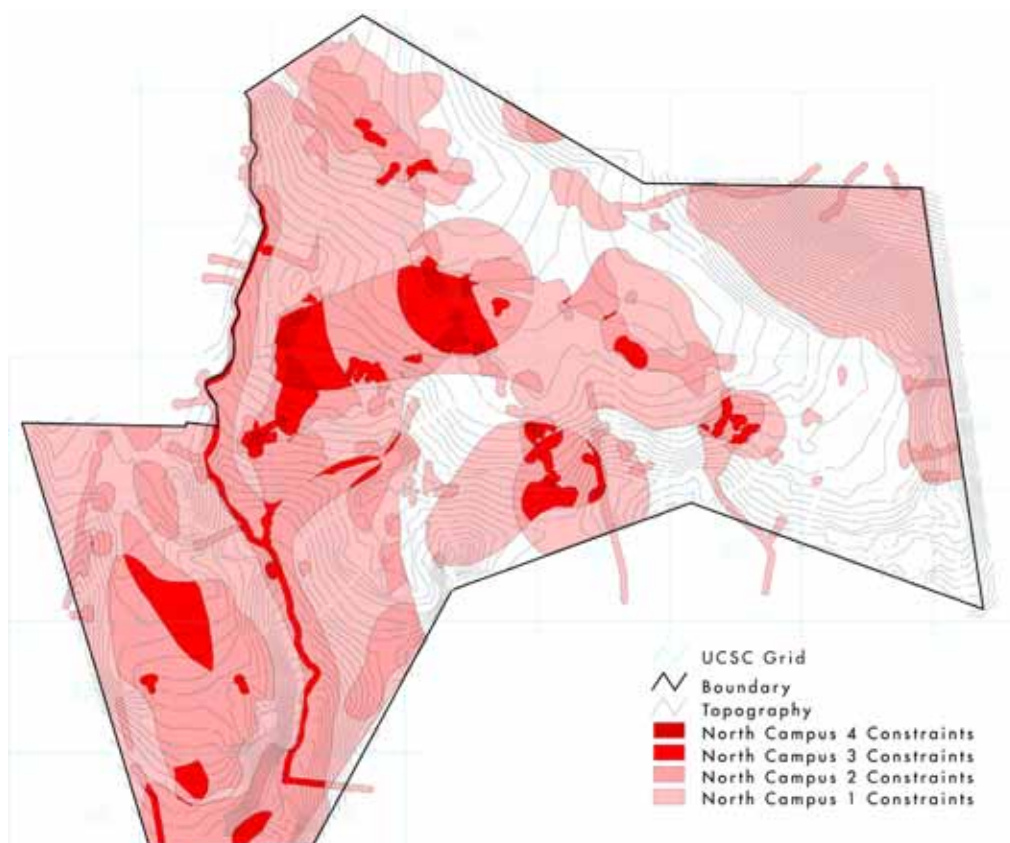 UCSC Grid
Boundary
Topography
North Campus 4 Constraints
North Campus 3 Constraints
North Campus 2 Constraints
North Campus 1 Constraints